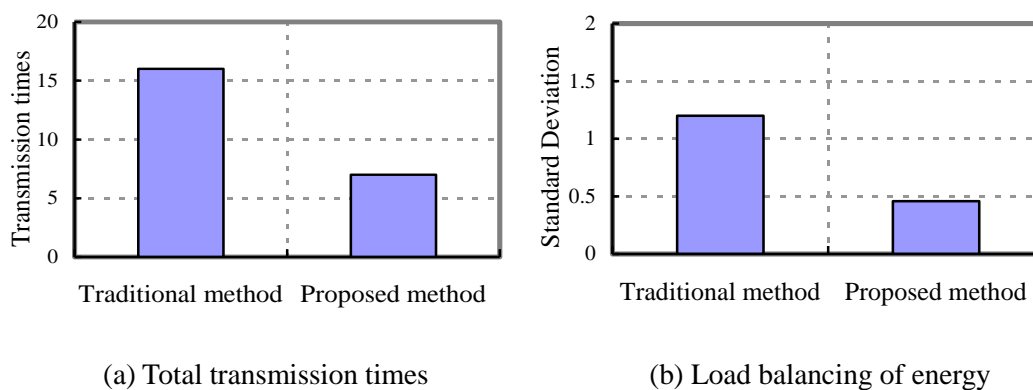 20
15
10
5
0
Transmission times
Traditional method Proposed method
(a) Total transmission times
2
1.5
1
0.5
0
Standard Deviation
Traditional method Proposed method
(b) Load balancing of energy